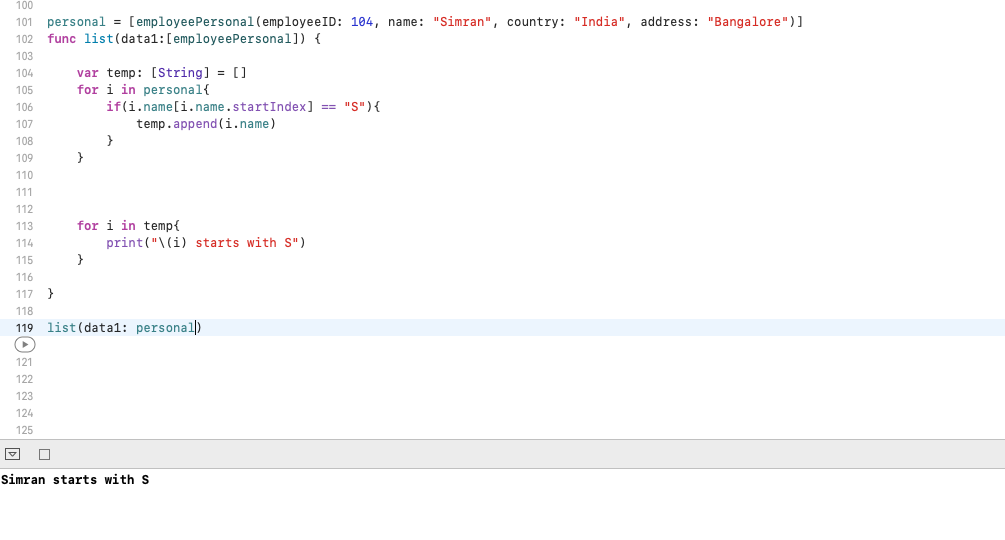 100
101 personal = [employeePersonal(employeeID: 104, name: "Simran", country: "India", address: "Bangalore")]
102 func list(data1:[employeePersonal]) {
103
104     var temp: [String] = []
105     for i in personal{
106         if(i.name[i.name.startIndex] == "S"){
107             temp.append(i.name)
108         }
109     }
110
111
112
113     for i in temp{
114         print("\(i) starts with S")
115     }
116
117 }
118
119 list(data1: personal)
121
122
123
124
125
Simran starts with S